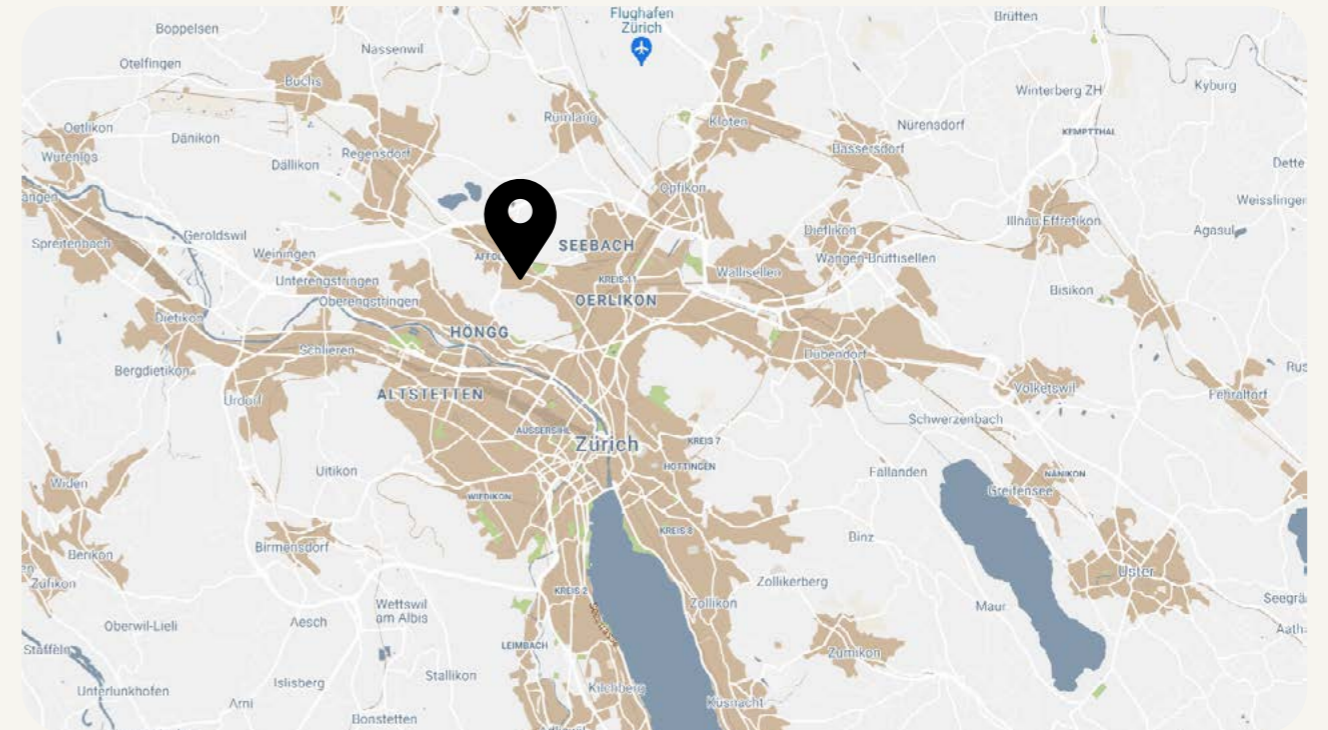 Flughafen
Zürich
Brütten
Boppelsen
Nassenwil
Otelfingen
Buchs
Winterberg ZH
Kyburg
Rümlang
Kloten
Nürensdorf
Oetlikon
Dänikon
KEMPTTHAL
Würenlos
Dällikon
Regensdorf
Bassersdorf
Opfikon
Weisslingen
Illnau-Effretikon
Dietlikon
Agasul
Geroldswil
Spreitenbach
SEEBACH
Weiningen
Wangen-Brüttisellen
Wallisellen
Unterengstringen
KREIS 11
Bisikon
Oberengstringen
OERLIKON
Dietikon
HÖNGG
Schlieren
Dübendorf
Bergdietikon
Volketswil
Urdorf
ALTSTETTEN
Fehraltorf
Schwerzenbach
AUSSERSIHL
Zürich
KREIS 7
HOTTINGEN
Uitikon
Fällanden
NÄNIKON
Widen
Greifensee
WIEDIKON
KREIS 8
Binz
Birmensdorf
Berikon
Uster
Zufikon
Zollikerberg
KREIS 2
Wettswil
am Albis
Zollikon
Maur
Oberwil-Lieli
Aesch
LEIMBACH
Zumikon
Stallikon
Islisberg
Unterlunkhofen
Kilchberg
Arni
Küsnacht
Bonstetten